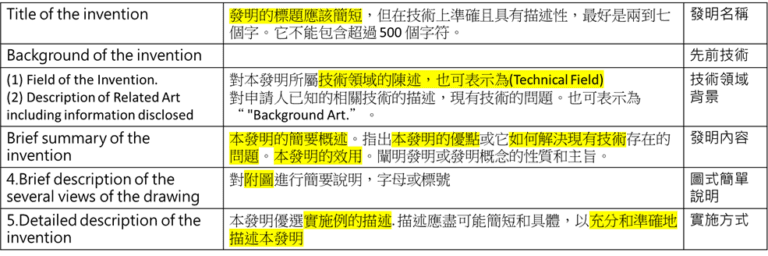 Title of the invention
發明的標題應該簡短，但在技術上準確且具有描述性，最好是兩到七
個字。它不能包含超過 500 個字符。
發明名稱
Background of the invention
先前技術
(1) Field of the Invention.
(2) Description of Related Art
including information disclosed
對本發明所屬技術領域的陳述，也可表示為(Technical Field)
對申請人已知的相關技術的描述，現有技術的問題。也可表示為
“ "Background Art.” 。
技術領域
背景
Brief summary of the
invention
本發明的簡要概述。指出本發明的優點或它如何解決現有技術存在的
問題。本發明的效用。闡明發明或發明概念的性質和主旨。
發明內容
4.Brief description of the
several views of the drawing
對附圖進行簡要說明，字母或標號
圖式簡單
說明
5.Detailed description of the
invention
本發明優選實施例的描述. 描述應盡可能簡短和具體，以充分和準確地
描述本發明
實施方式